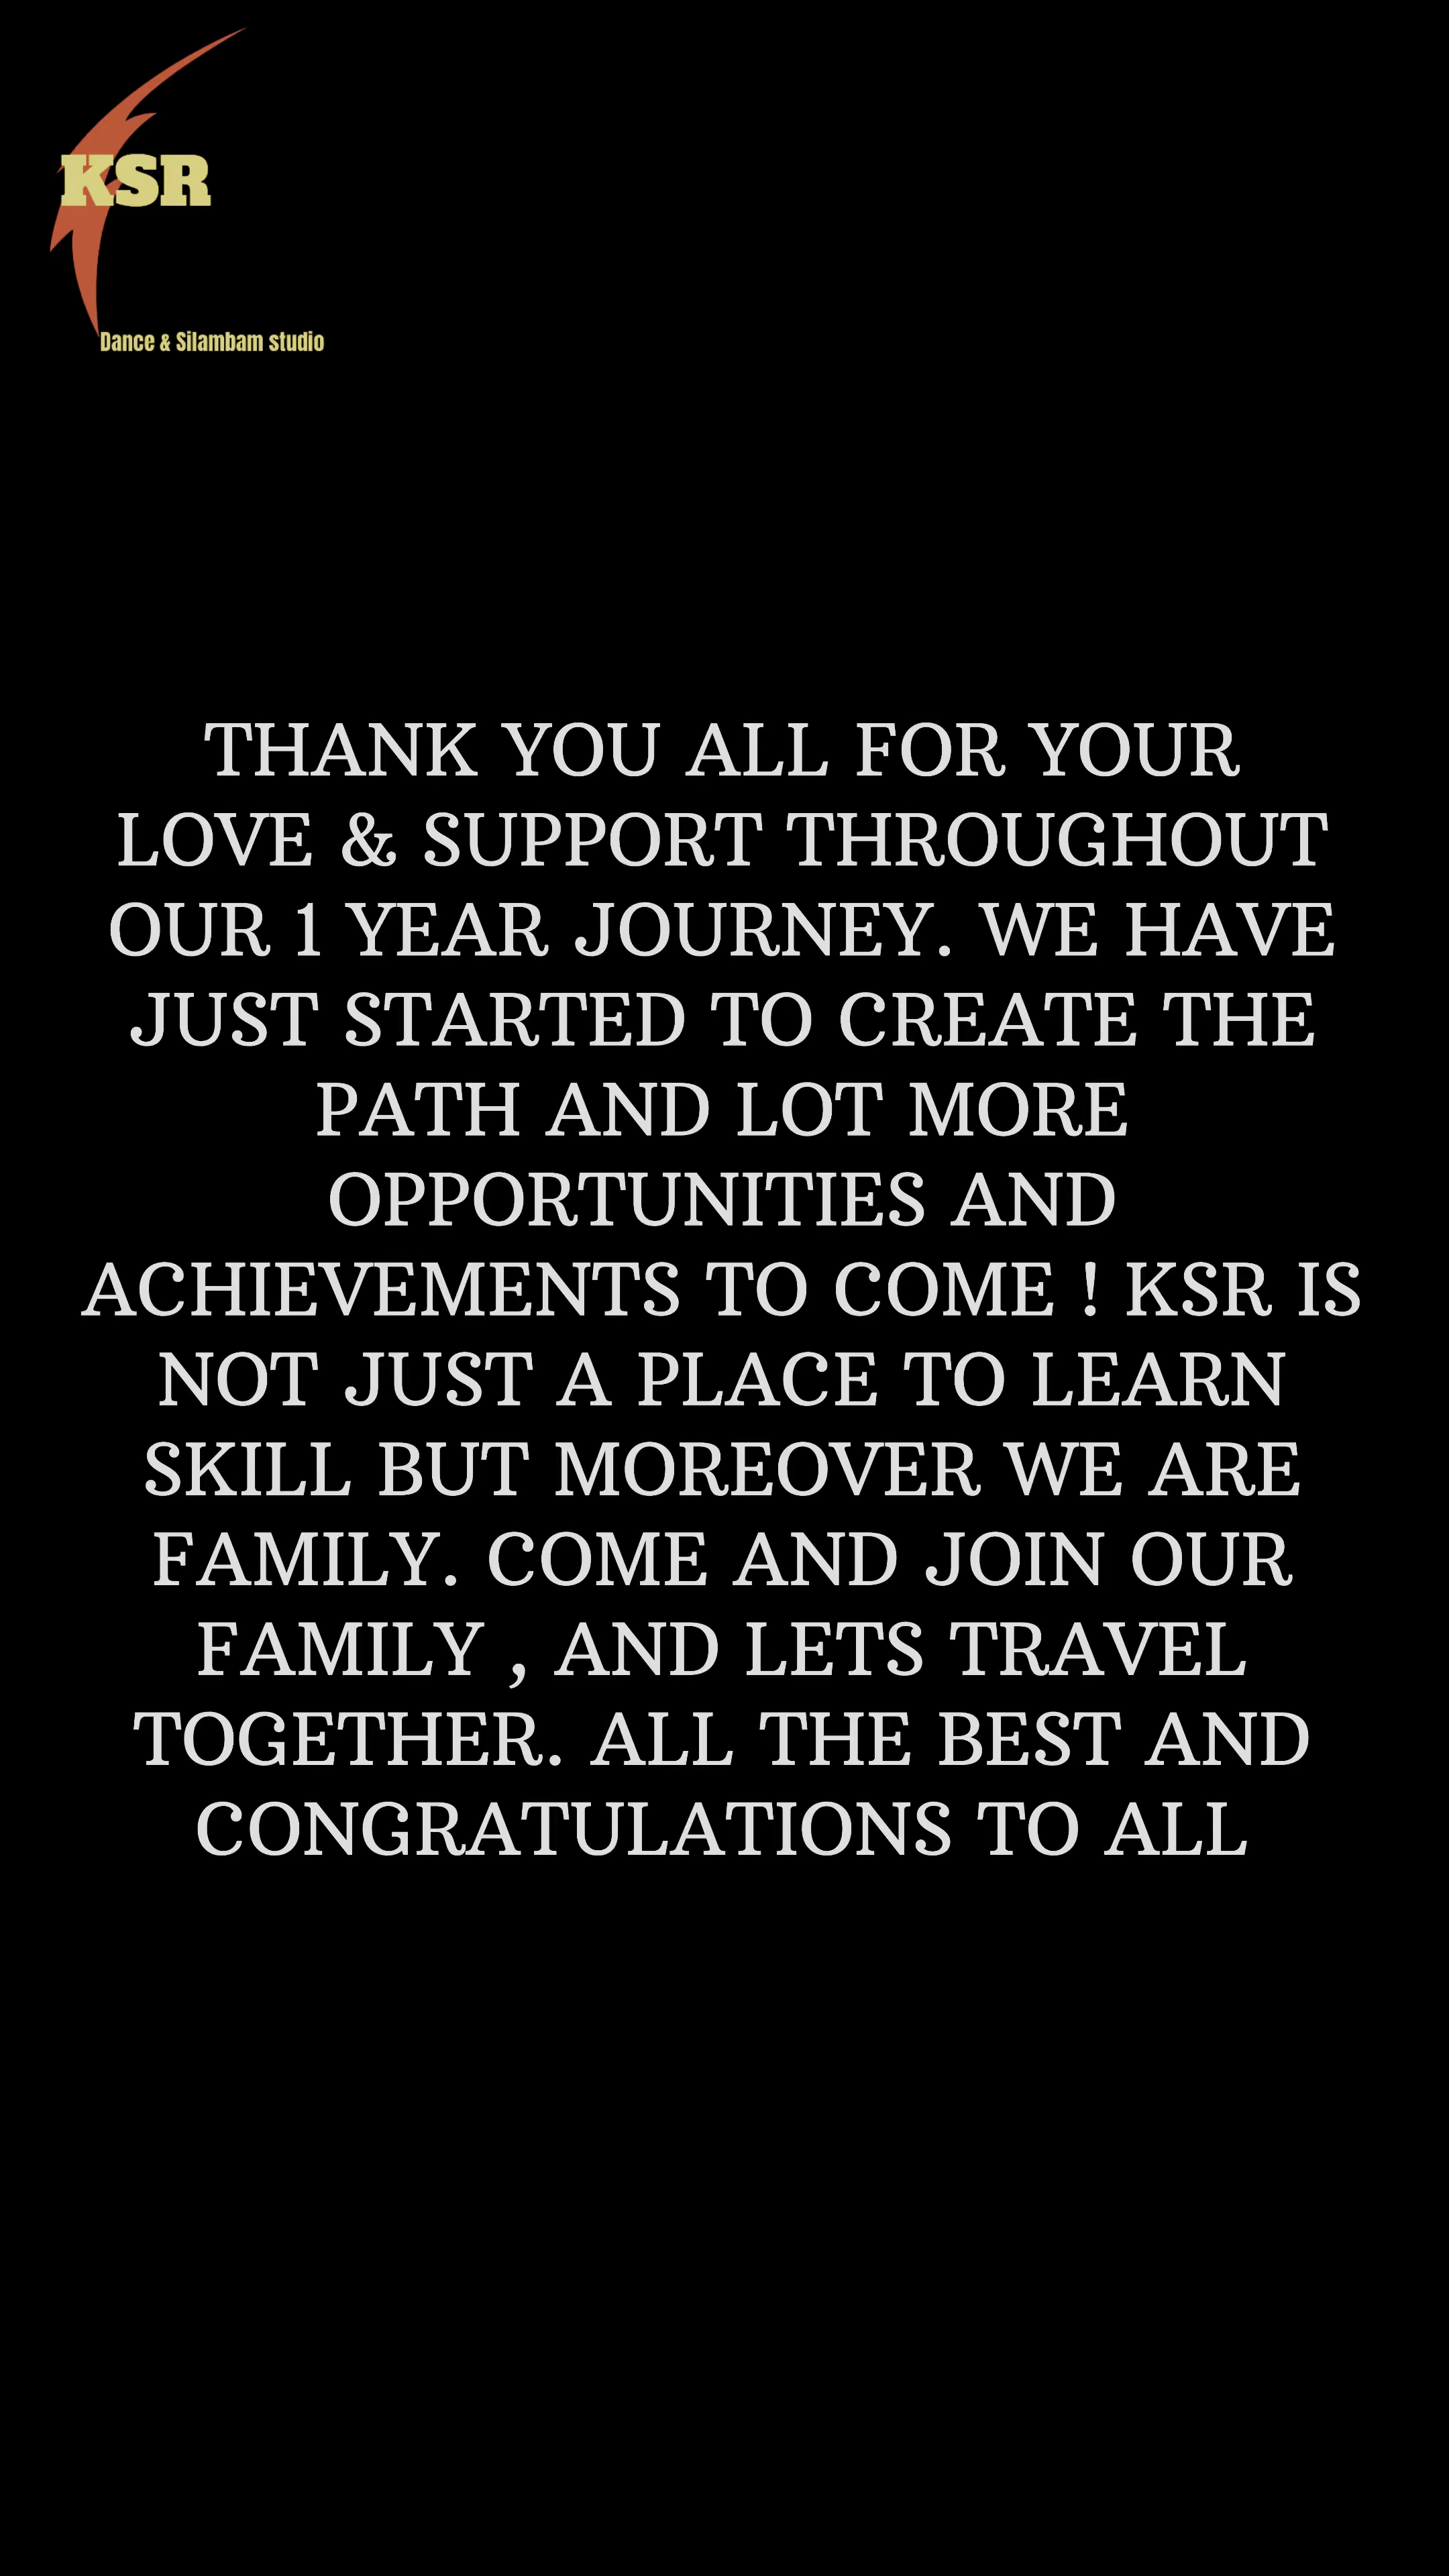 KSR
Dance & Silambam studio
THANK YOU ALL FOR YOUR
LOVE & SUPPORT THROUGHOUT
OUR 1 YEAR JOURNEY. WE HAVE
JUST STARTED TO CREATE THE
PATH AND LOT MORE
OPPORTUNITIES AND
ACHIEVEMENTS TO COME ! KSR IS
NOT JUST A PLACE TO LEARN
SKILL BUT MOREOVER WE ARE
FAMILY. COME AND JOIN OUR
FAMILY , AND LETS TRAVEL
TOGETHER. ALL THE BEST AND
CONGRATULATIONS TO ALL